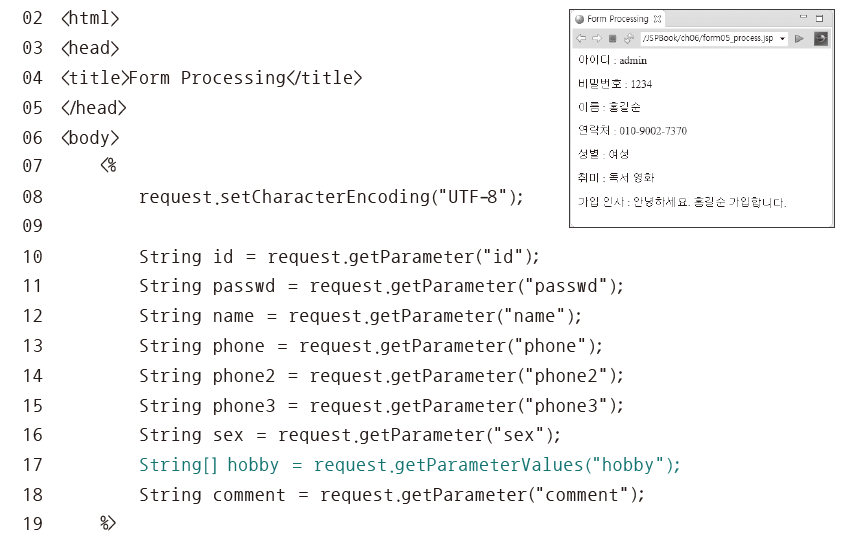 02 <html>
03 <head>
04 <title>Form Processing</title>
05 </head>
06 <body>
07 <%
08 request.setCharacterEncoding("UTF-8");
09
10 String id = request.getParameter("id");
11 String passwd = request.getParameter("passwd");
12 String name = request.getParameter("name");
13 String phone = request.getParameter("phone");
14 String phone2 = request.getParameter("phone2");
15 String phone3 = request.getParameter("phone3");
16 String sex = request.getParameter("sex");
17 String[] hobby = request.getParameterValues("hobby");
18 String comment = request.getParameter("comment");
19 %>
Form Processing
/JSPBook/ch06/form05_process.jsp
아이디 : admin
비밀번호 : 1234
이름 : 홍길순
연락처 : 010-9002-7370
성별 : 여성
취미 : 독서 영화
가입 인사 : 안녕하세요. 홍길순 가입합니다.